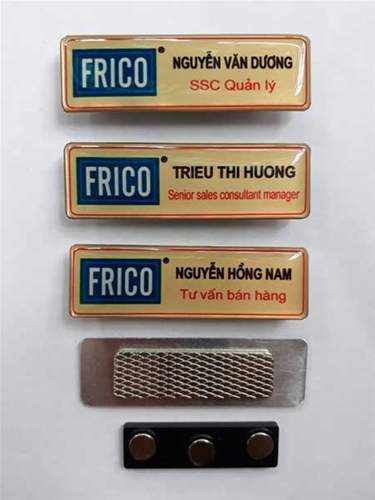 FRICO®
NGUYỄN VĂN DƯƠNG
SSC Quản lý
FRICO®
TRIEU THI HUONG
Senior sales consultant manager
FRICO®
NGUYỄN HỒNG NAM
Tư vấn bán hàng